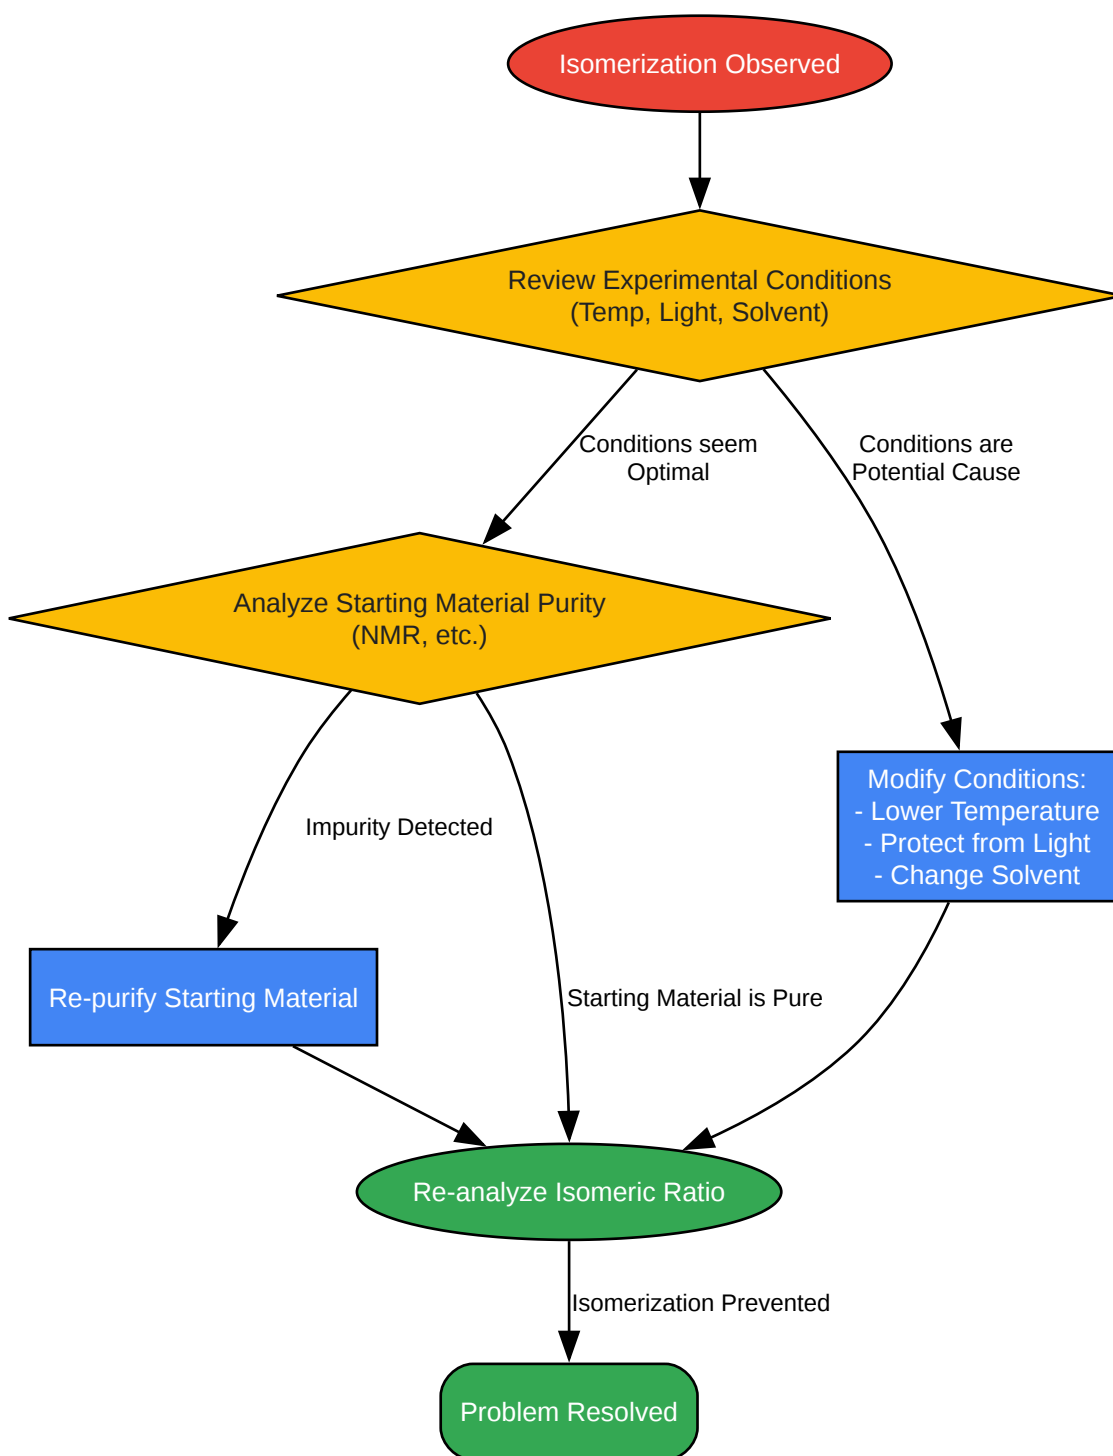 Isomerization Observed
Review Experimental Conditions
(Temp, Light, Solvent)
Conditions seem
Optimal
Conditions are
Potential Cause
Analyze Starting Material Purity
(NMR, etc.)
Modify Conditions:
- Lower Temperature
- Protect from Light
- Change Solvent
Impurity Detected
Re-purify Starting Material
Starting Material is Pure
Re-analyze Isomeric Ratio
Isomerization Prevented
Problem Resolved